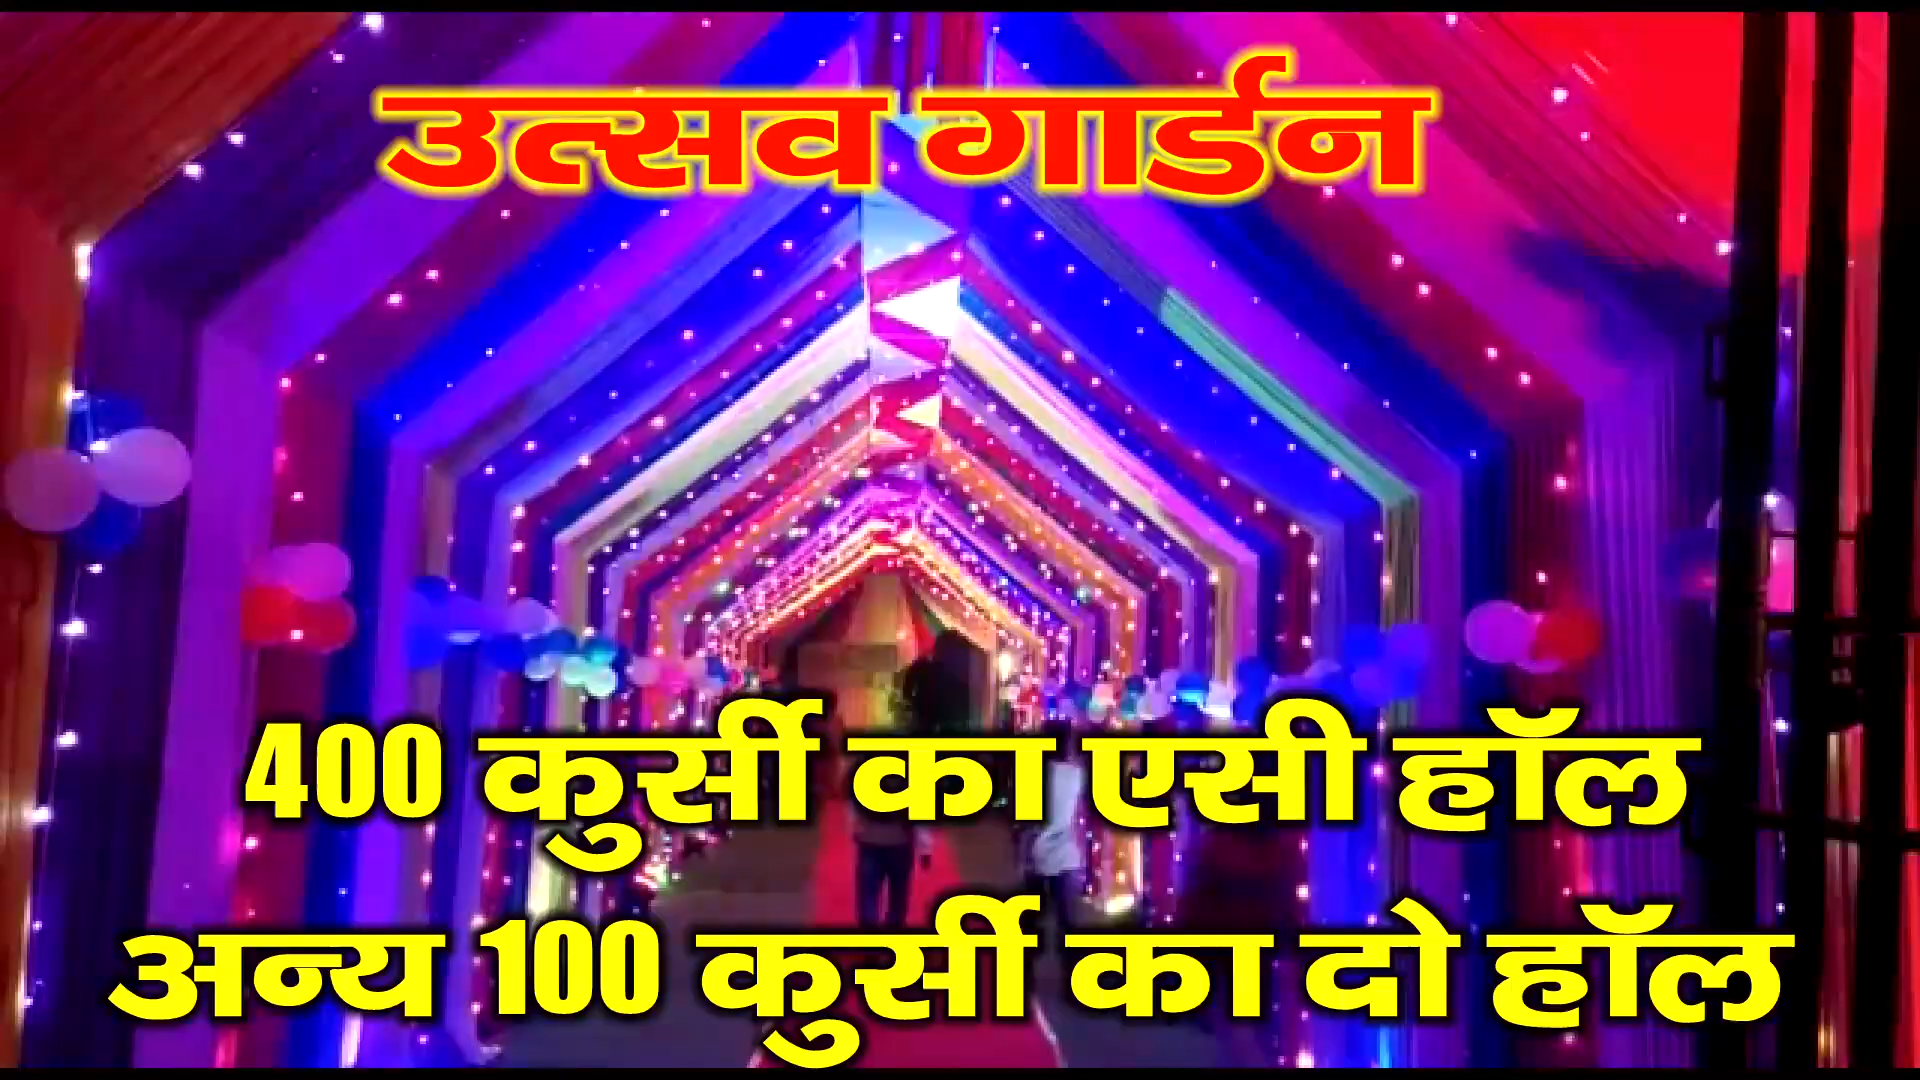 उत्सव गार्डन
400 कुर्सी का एसी हॉल
अन्य 100 कुर्सी का दो हॉल